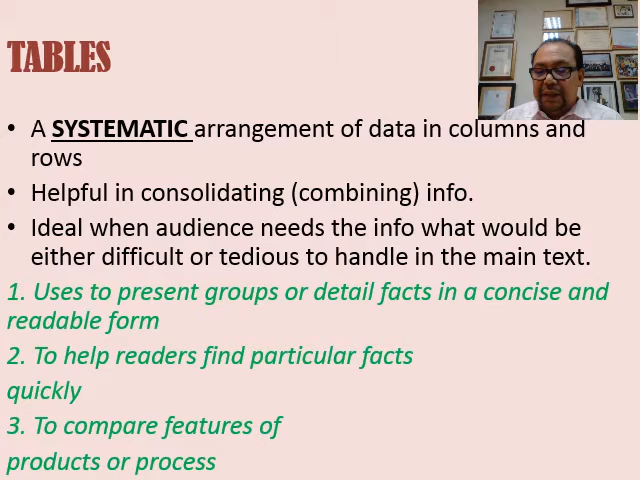 TABLES
• A SYSTEMATIC arrangement of data in columns and
rows
• Helpful in consolidating (combining) info.
• Ideal when audience needs the info what would be
either difficult or tedious to handle in the main text.
1. Uses to present groups or detail facts in a concise and
readable form
2. To help readers find particular facts
quickly
3. To compare features of
products or process